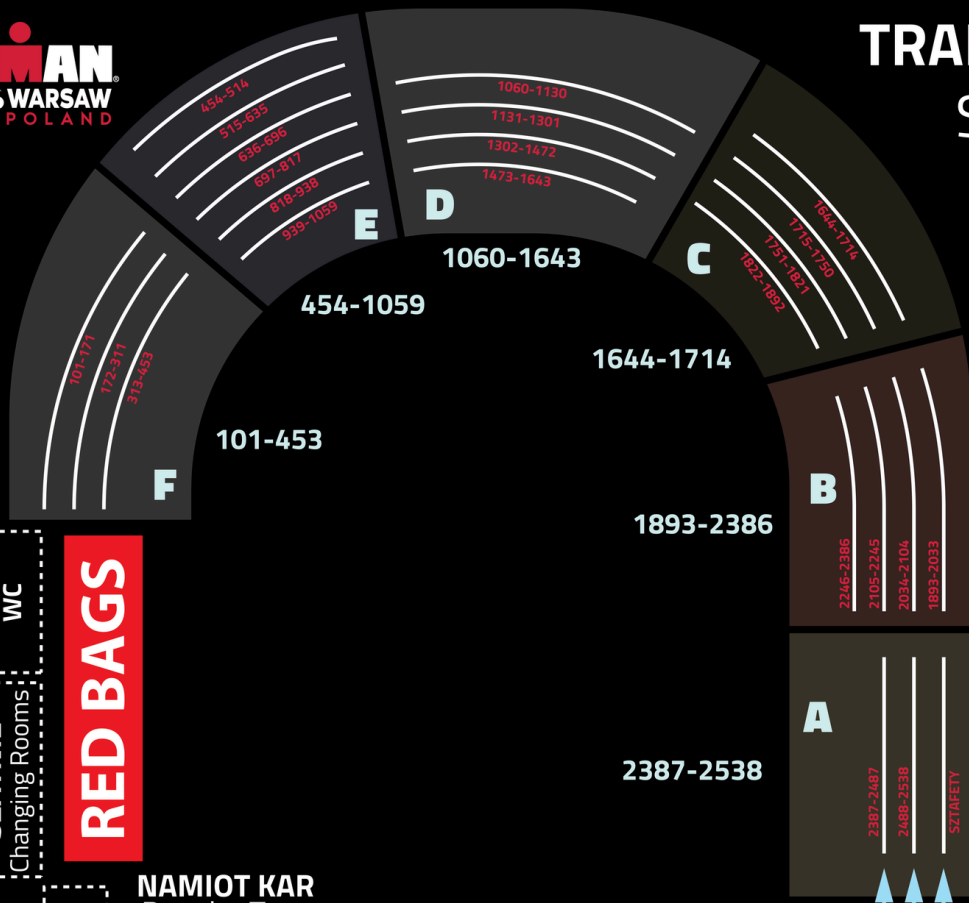 MAN®
WARSAW
POLAND
454-514
515-635
636-696
697-817
818-938
939-1059
E
454-1059
1060-1130
1131-1301
1302-1472
1473-1643
D
1060-1643
1644-1714
1715-1750
1751-1821
1822-1892
C
1644-1714
101-171
172-311
313-453
F
101-453
B
1893-2386
2246-2386
2105-2245
2034-2104
1893-2033
A
2387-2538
2387-2487
2488-2538
SZTAFETY
WC
Changing Rooms
RED BAGS
NAMIOT KAR